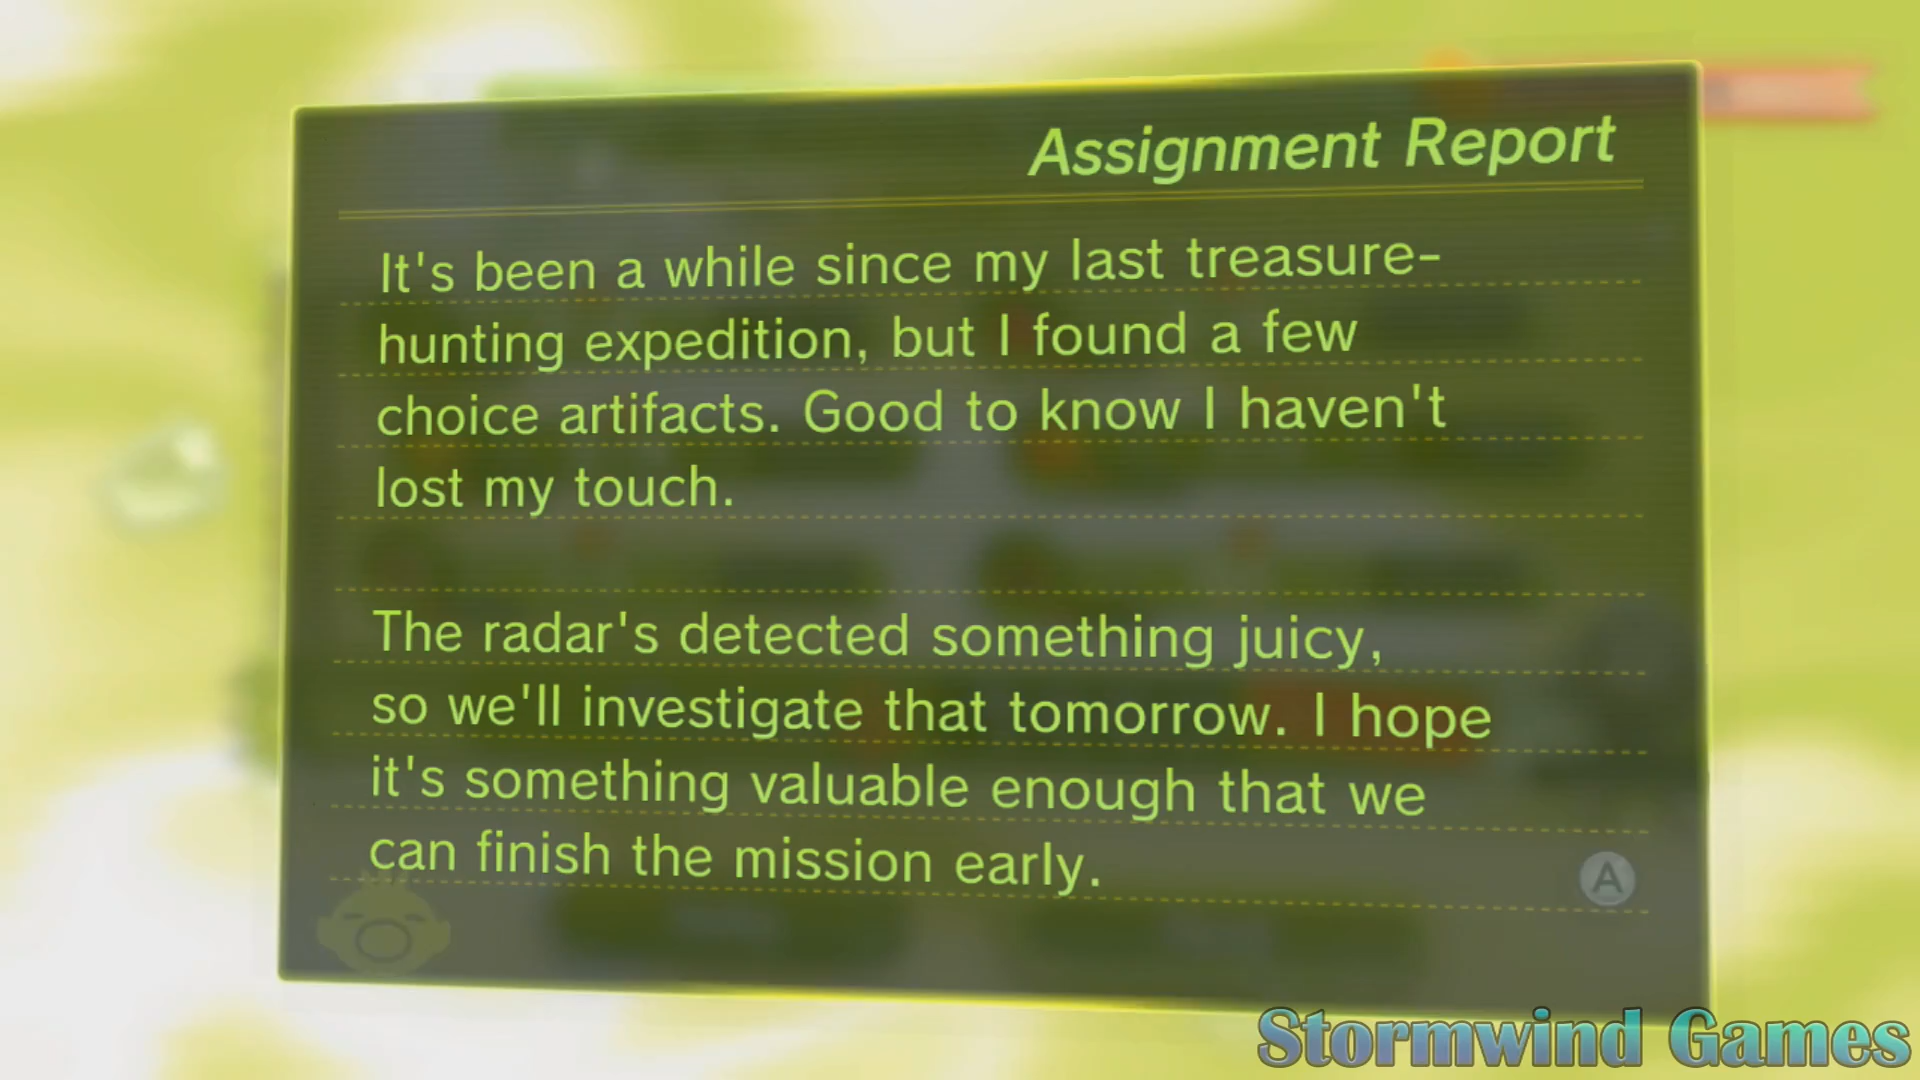 Assignment Report
It's been a while since my last treasure-
hunting expedition, but I found a few
choice artifacts. Good to know I haven't
lost my touch.
The radar's detected something juicy,
so we'll investigate that tomorrow. I hope
it's something valuable enough that we
can finish the mission early.
A
Stormwind Games